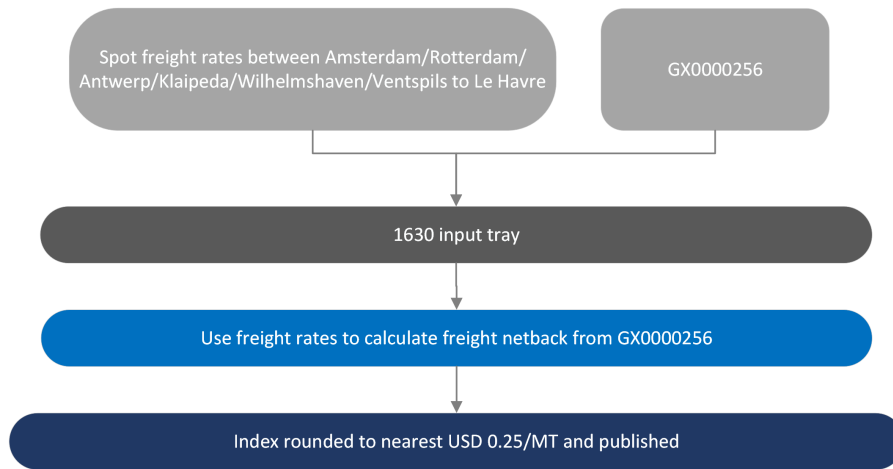 Spot freight rates between Amsterdam/Rotterdam/
Antwerp/Klaipeda/Wilhelmshaven/Ventspils to Le Havre
GX0000256
1630 input tray
Use freight rates to calculate freight netback from GX0000256
Index rounded to nearest USD 0.25/MT and published